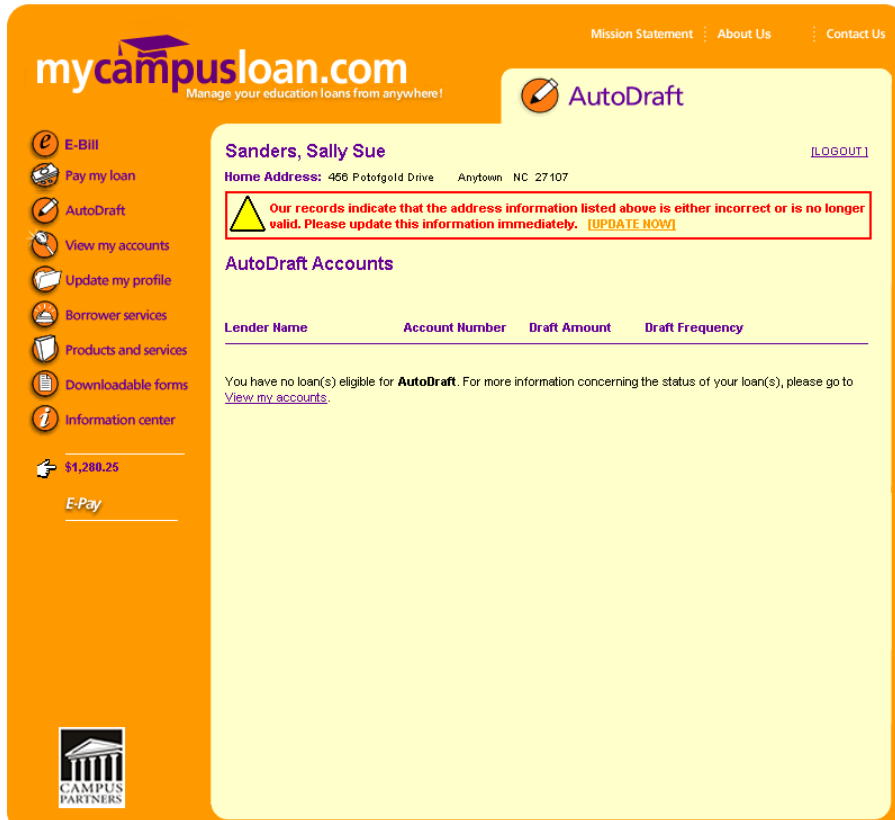 Mission Statement
About Us
Contact Us
mycampusloan.com
Manage your education loans from anywhere!
AutoDraft
E-Bill
Pay my loan
AutoDraft
View my accounts
Update my profile
Borrower services
Products and services
Downloadable forms
Information center
$1,280.25
E-Pay
CAMPUS
PARTNERS
Sanders, Sally Sue
[LOGOUT]
Home Address: 456 Potofgold Drive Anytown NC 27107
Our records indicate that the address information listed above is either incorrect or is no longer
valid. Please update this information immediately. [UPDATE NOW]
AutoDraft Accounts
Lender Name Account Number Draft Amount Draft Frequency
You have no loan(s) eligible for AutoDraft. For more information concerning the status of your loan(s), please go to
View my accounts.